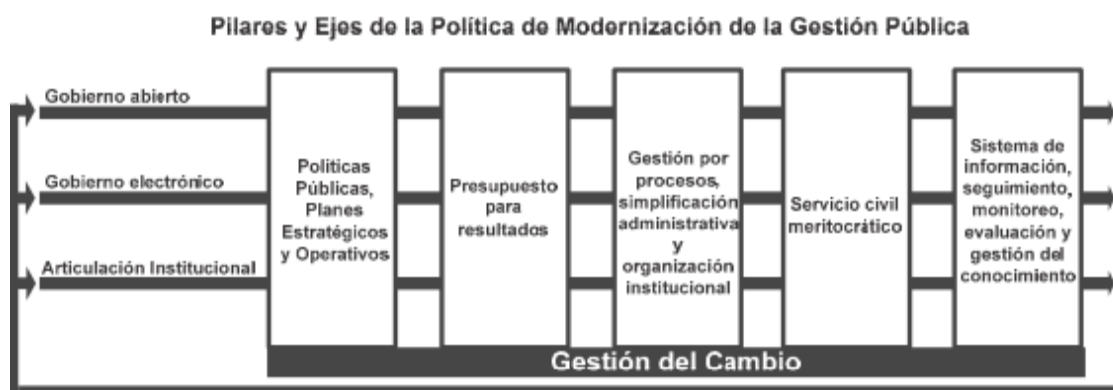 Pilares y Ejes de la Política de Modernización de la Gestión Pública
Gobierno abierto
Gobierno electrónico
Articulación Institucional
Políticas
Públicas,
Planes
Estratégicos
y Operativos
Presupuesto
para
resultados
Gestión por
procesos,
simplificación
administrativa
y
organización
institucional
Servicio civil
meritocrático
Sistema de
información,
seguimiento,
monitoreo,
evaluación y
gestión del
conocimiento
Gestión del Cambio